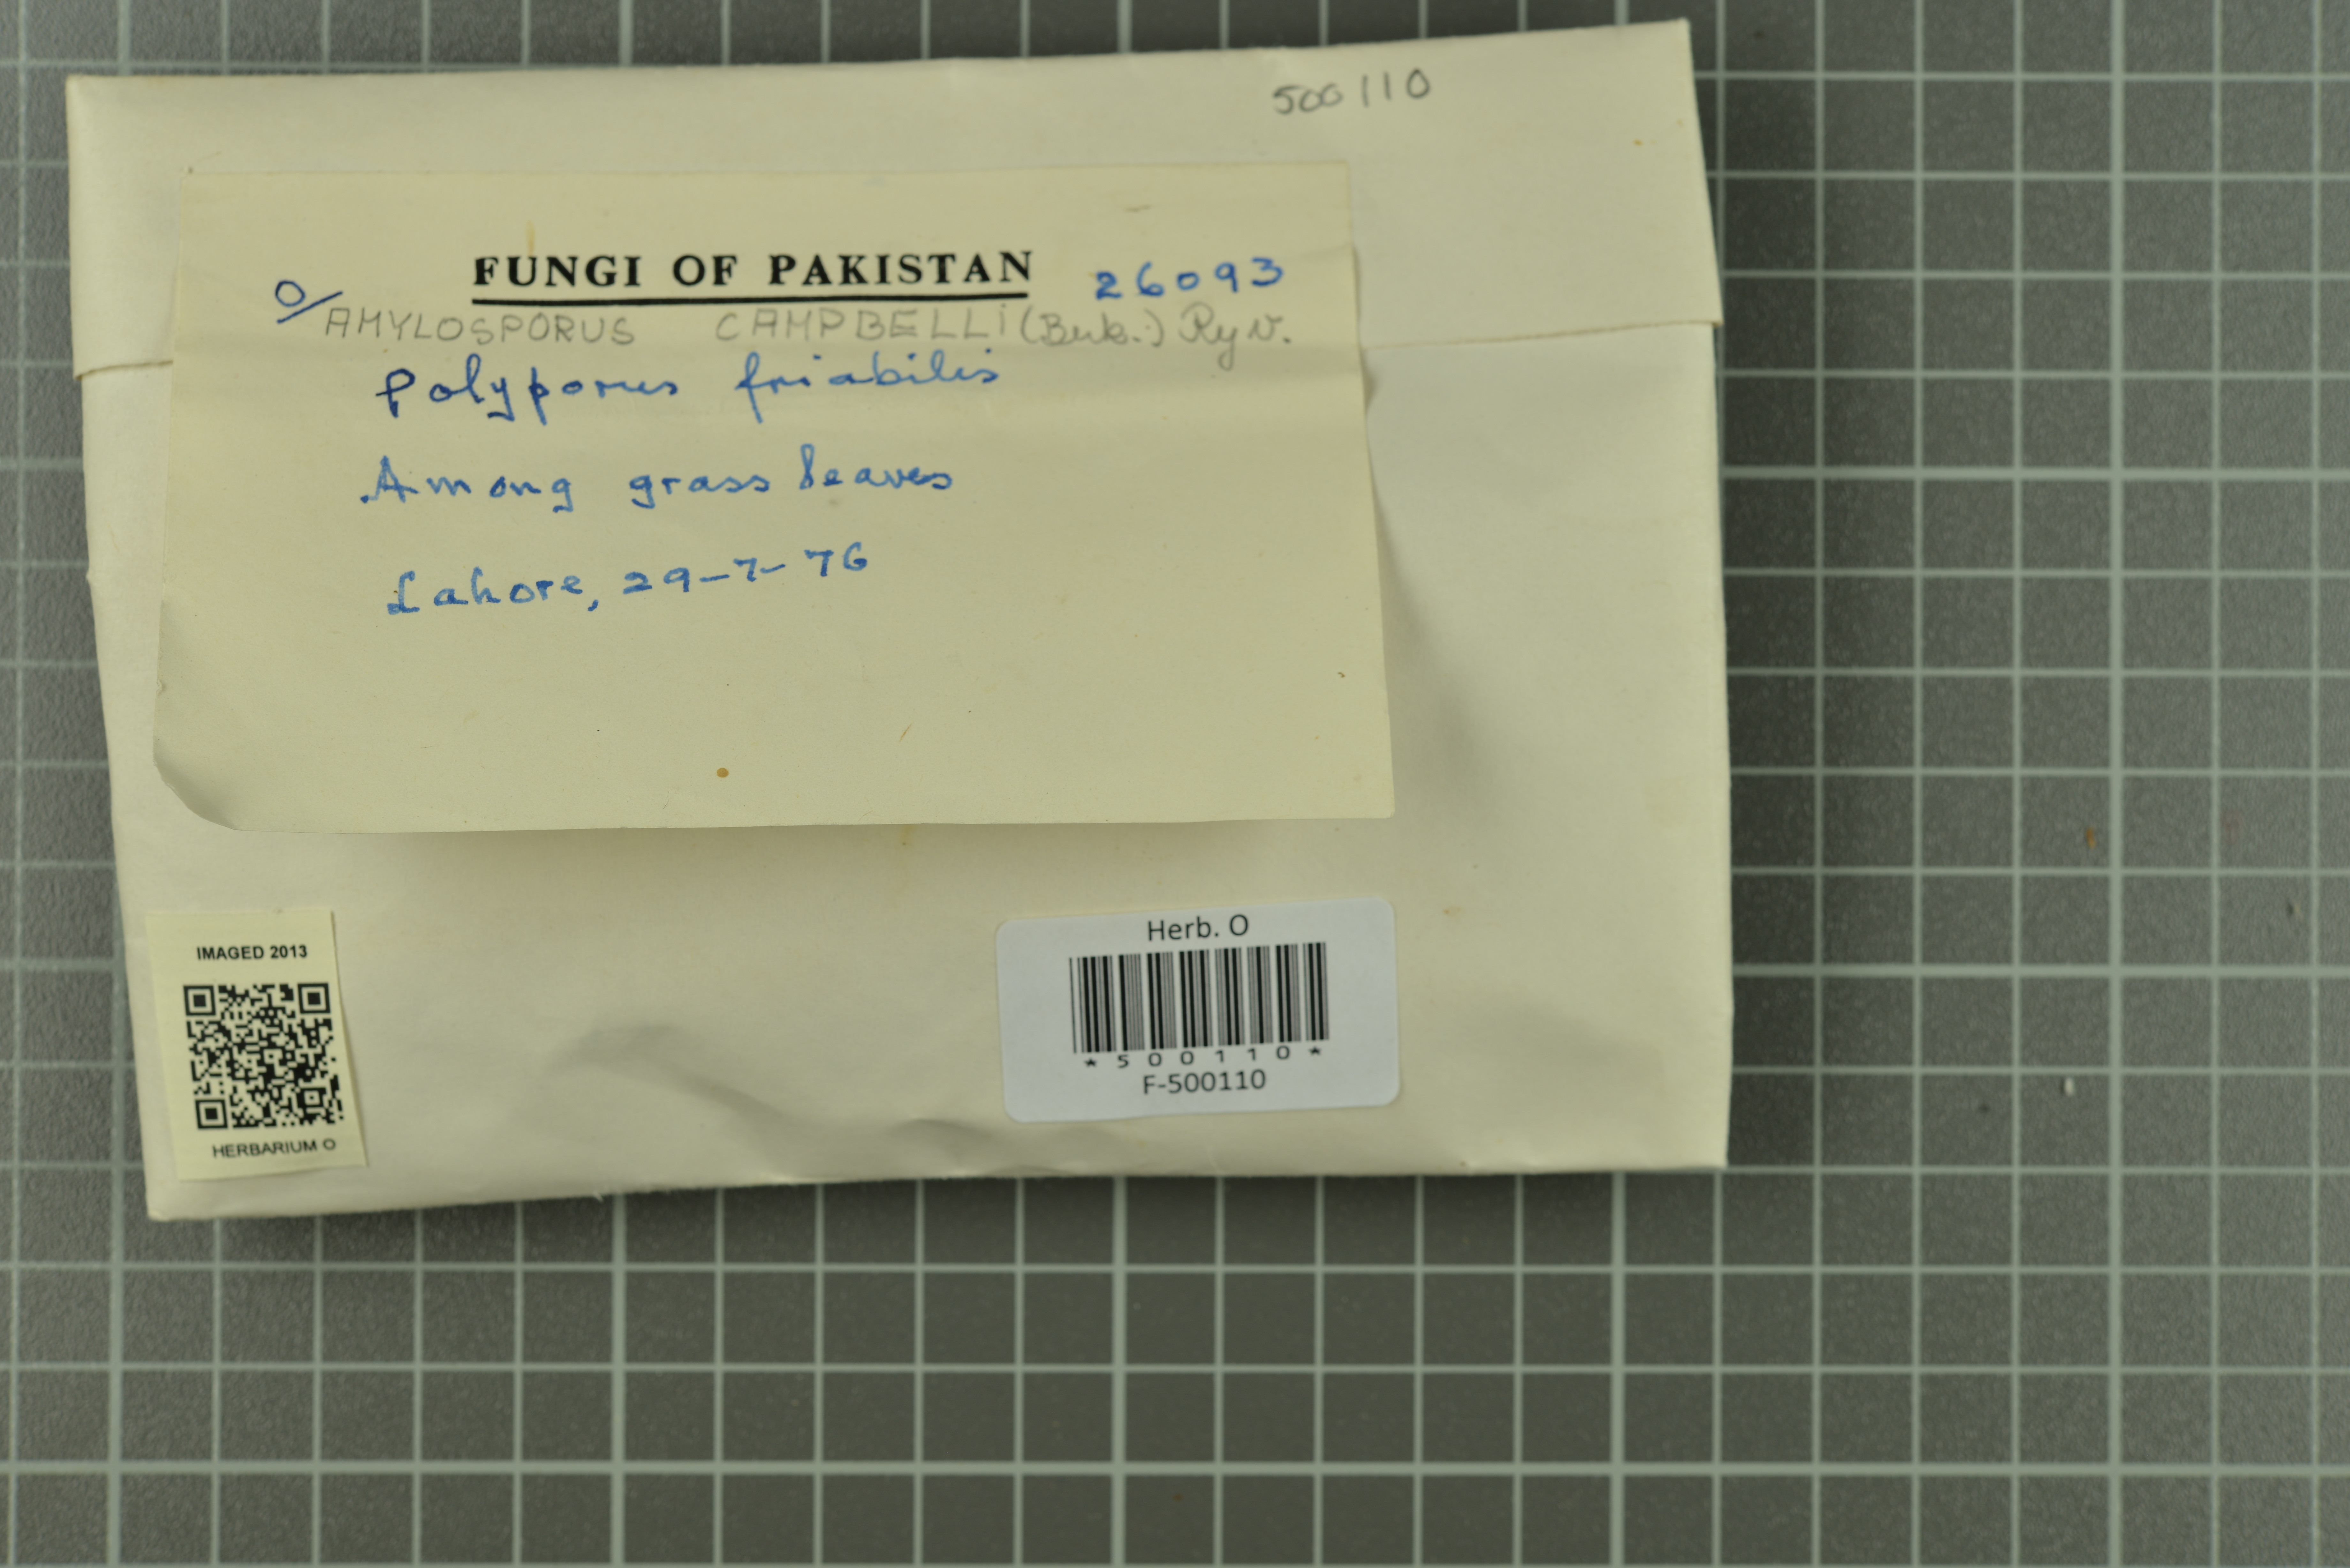 500110
FUNGI OF PAKISTAN 26093
O/
AMYLOSPORUS CAMPBELLI (Berk.) Ryv.
Polyporus friabilis
Among grass leaves
Lahore, 29-7-76
IMAGED 2013
HERBARIUM O
Herb. O
*500110*
F-500110